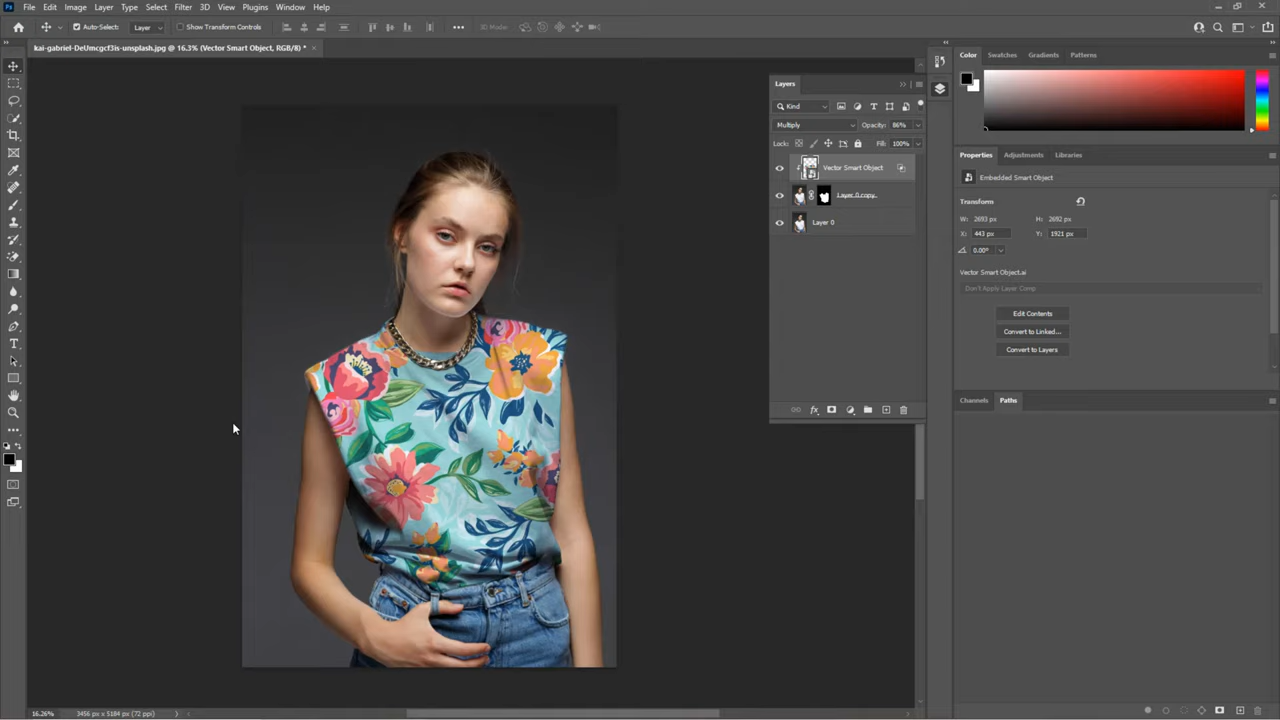 Ps File Edit Image Layer Type Select Filter 3D View Plugins Window Help
Auto-Select: Layer Show Transform Controls 3D Mode:
kai-gabriel-DeUmcgcf3is-unsplash.jpg @ 16.3% (Vector Smart Object, RGB/8) *
Color Swatches Gradients Patterns
Layers
Kind
Multiply Opacity: 86%
Lock: Fill: 100%
Vector Smart Object
Layer 0 copy
Layer 0
Properties Adjustments Libraries
Embedded Smart Object
Transform
W: 2693 px H: 2692 px
X: 443 px Y: 1921 px
0.00°
Vector Smart Object.ai
Don't Apply Layer Comp
Edit Contents
Convert to Linked...
Convert to Layers
Channels Paths
16.26% 3456 px x 5184 px (72 ppi)